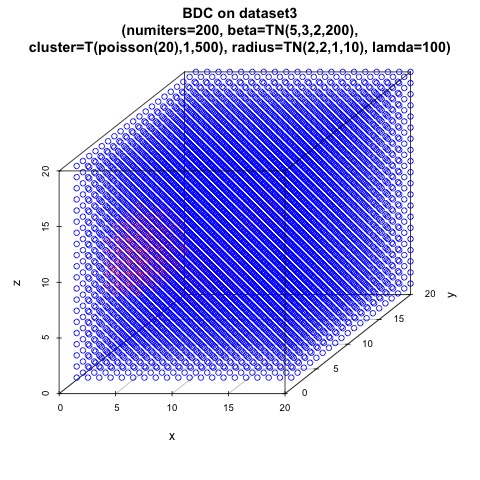 BDC on dataset3
(numiters=200, beta=TN(5,3,2,200),
cluster=T(poisson(20),1,500), radius=TN(2,2,1,10), lamda=100)
20
15
10
5
0
z
0 5 10 15 20
x
0
5
10
15
20
y